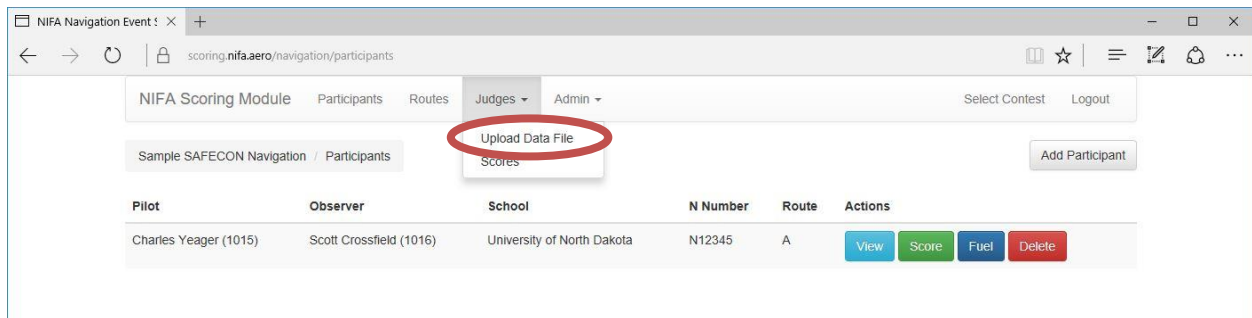 NIFA Navigation Event S
scoring.nifa.aero/navigation/participants
NIFA Scoring Module Participants Routes Judges Admin Select Contest Logout
Upload Data File
Scores
Sample SAFECON Navigation / Participants Add Participant
Pilot Observer School N Number Route Actions
Charles Yeager (1015) Scott Crossfield (1016) University of North Dakota N12345 A View Score Fuel Delete